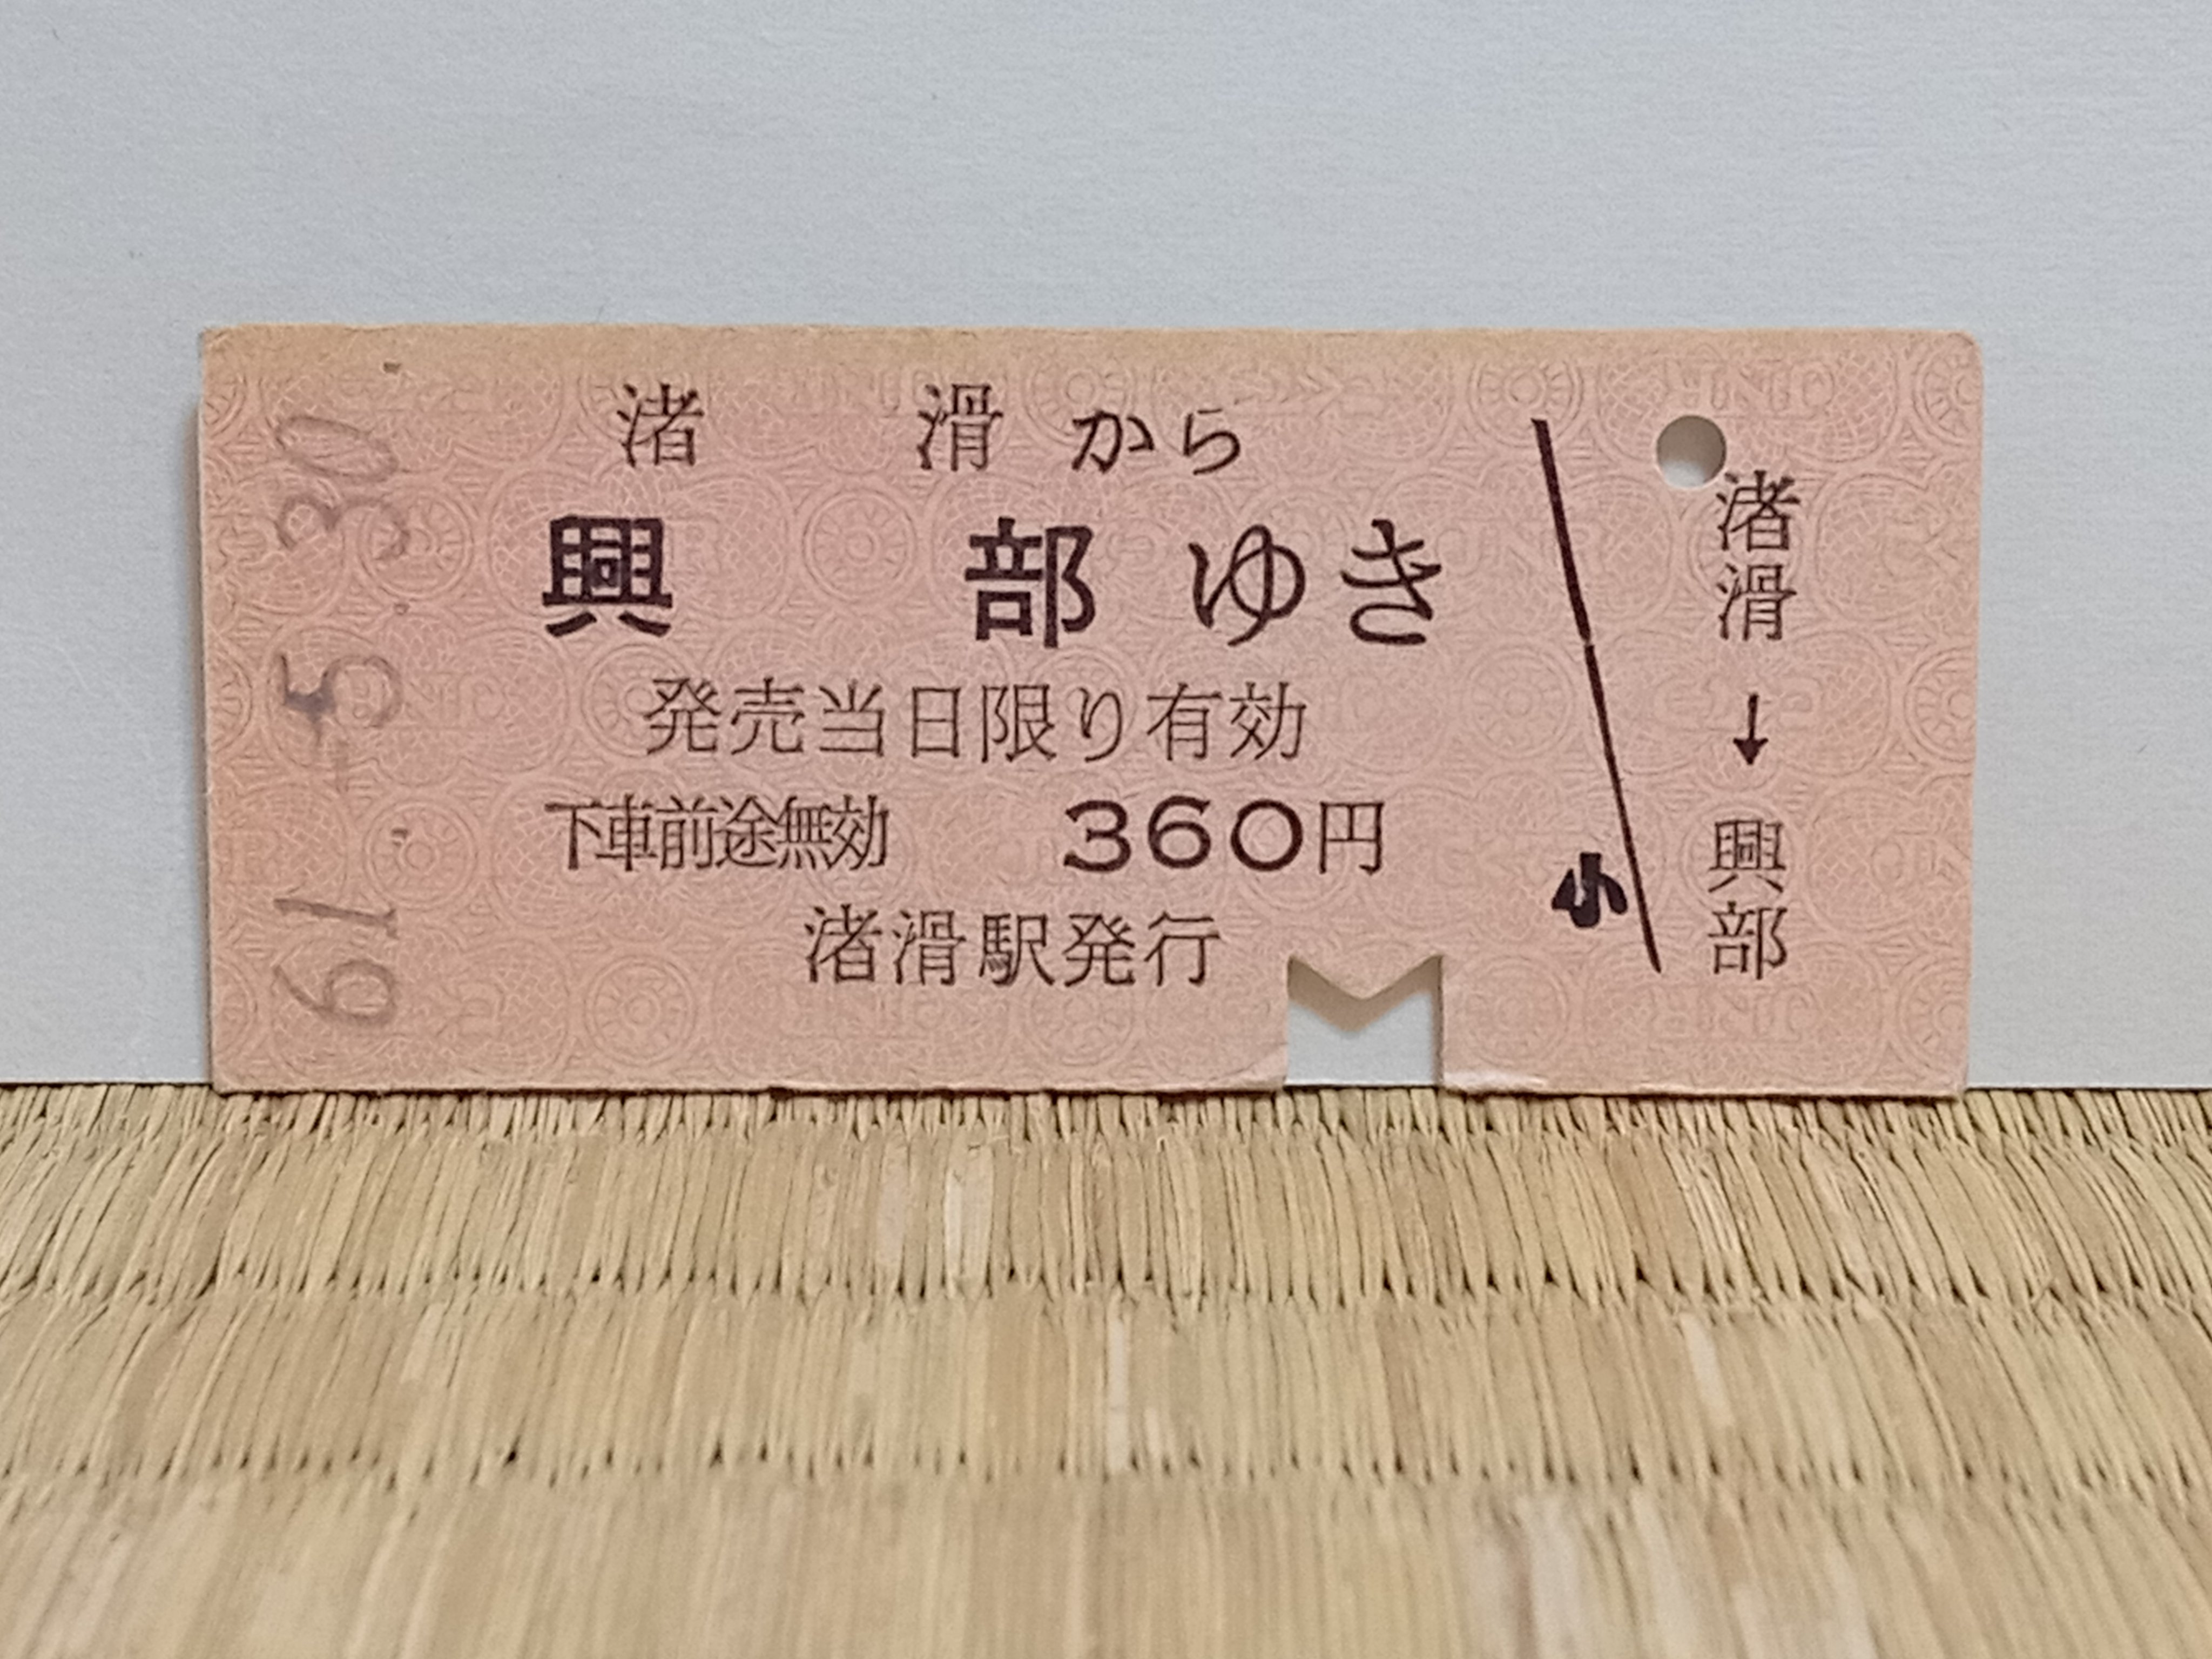 61.-5.30
渚滑から
興部ゆき
発売当日限り有効
下車前途無効 360円
渚滑駅発行
小
渚滑→興部